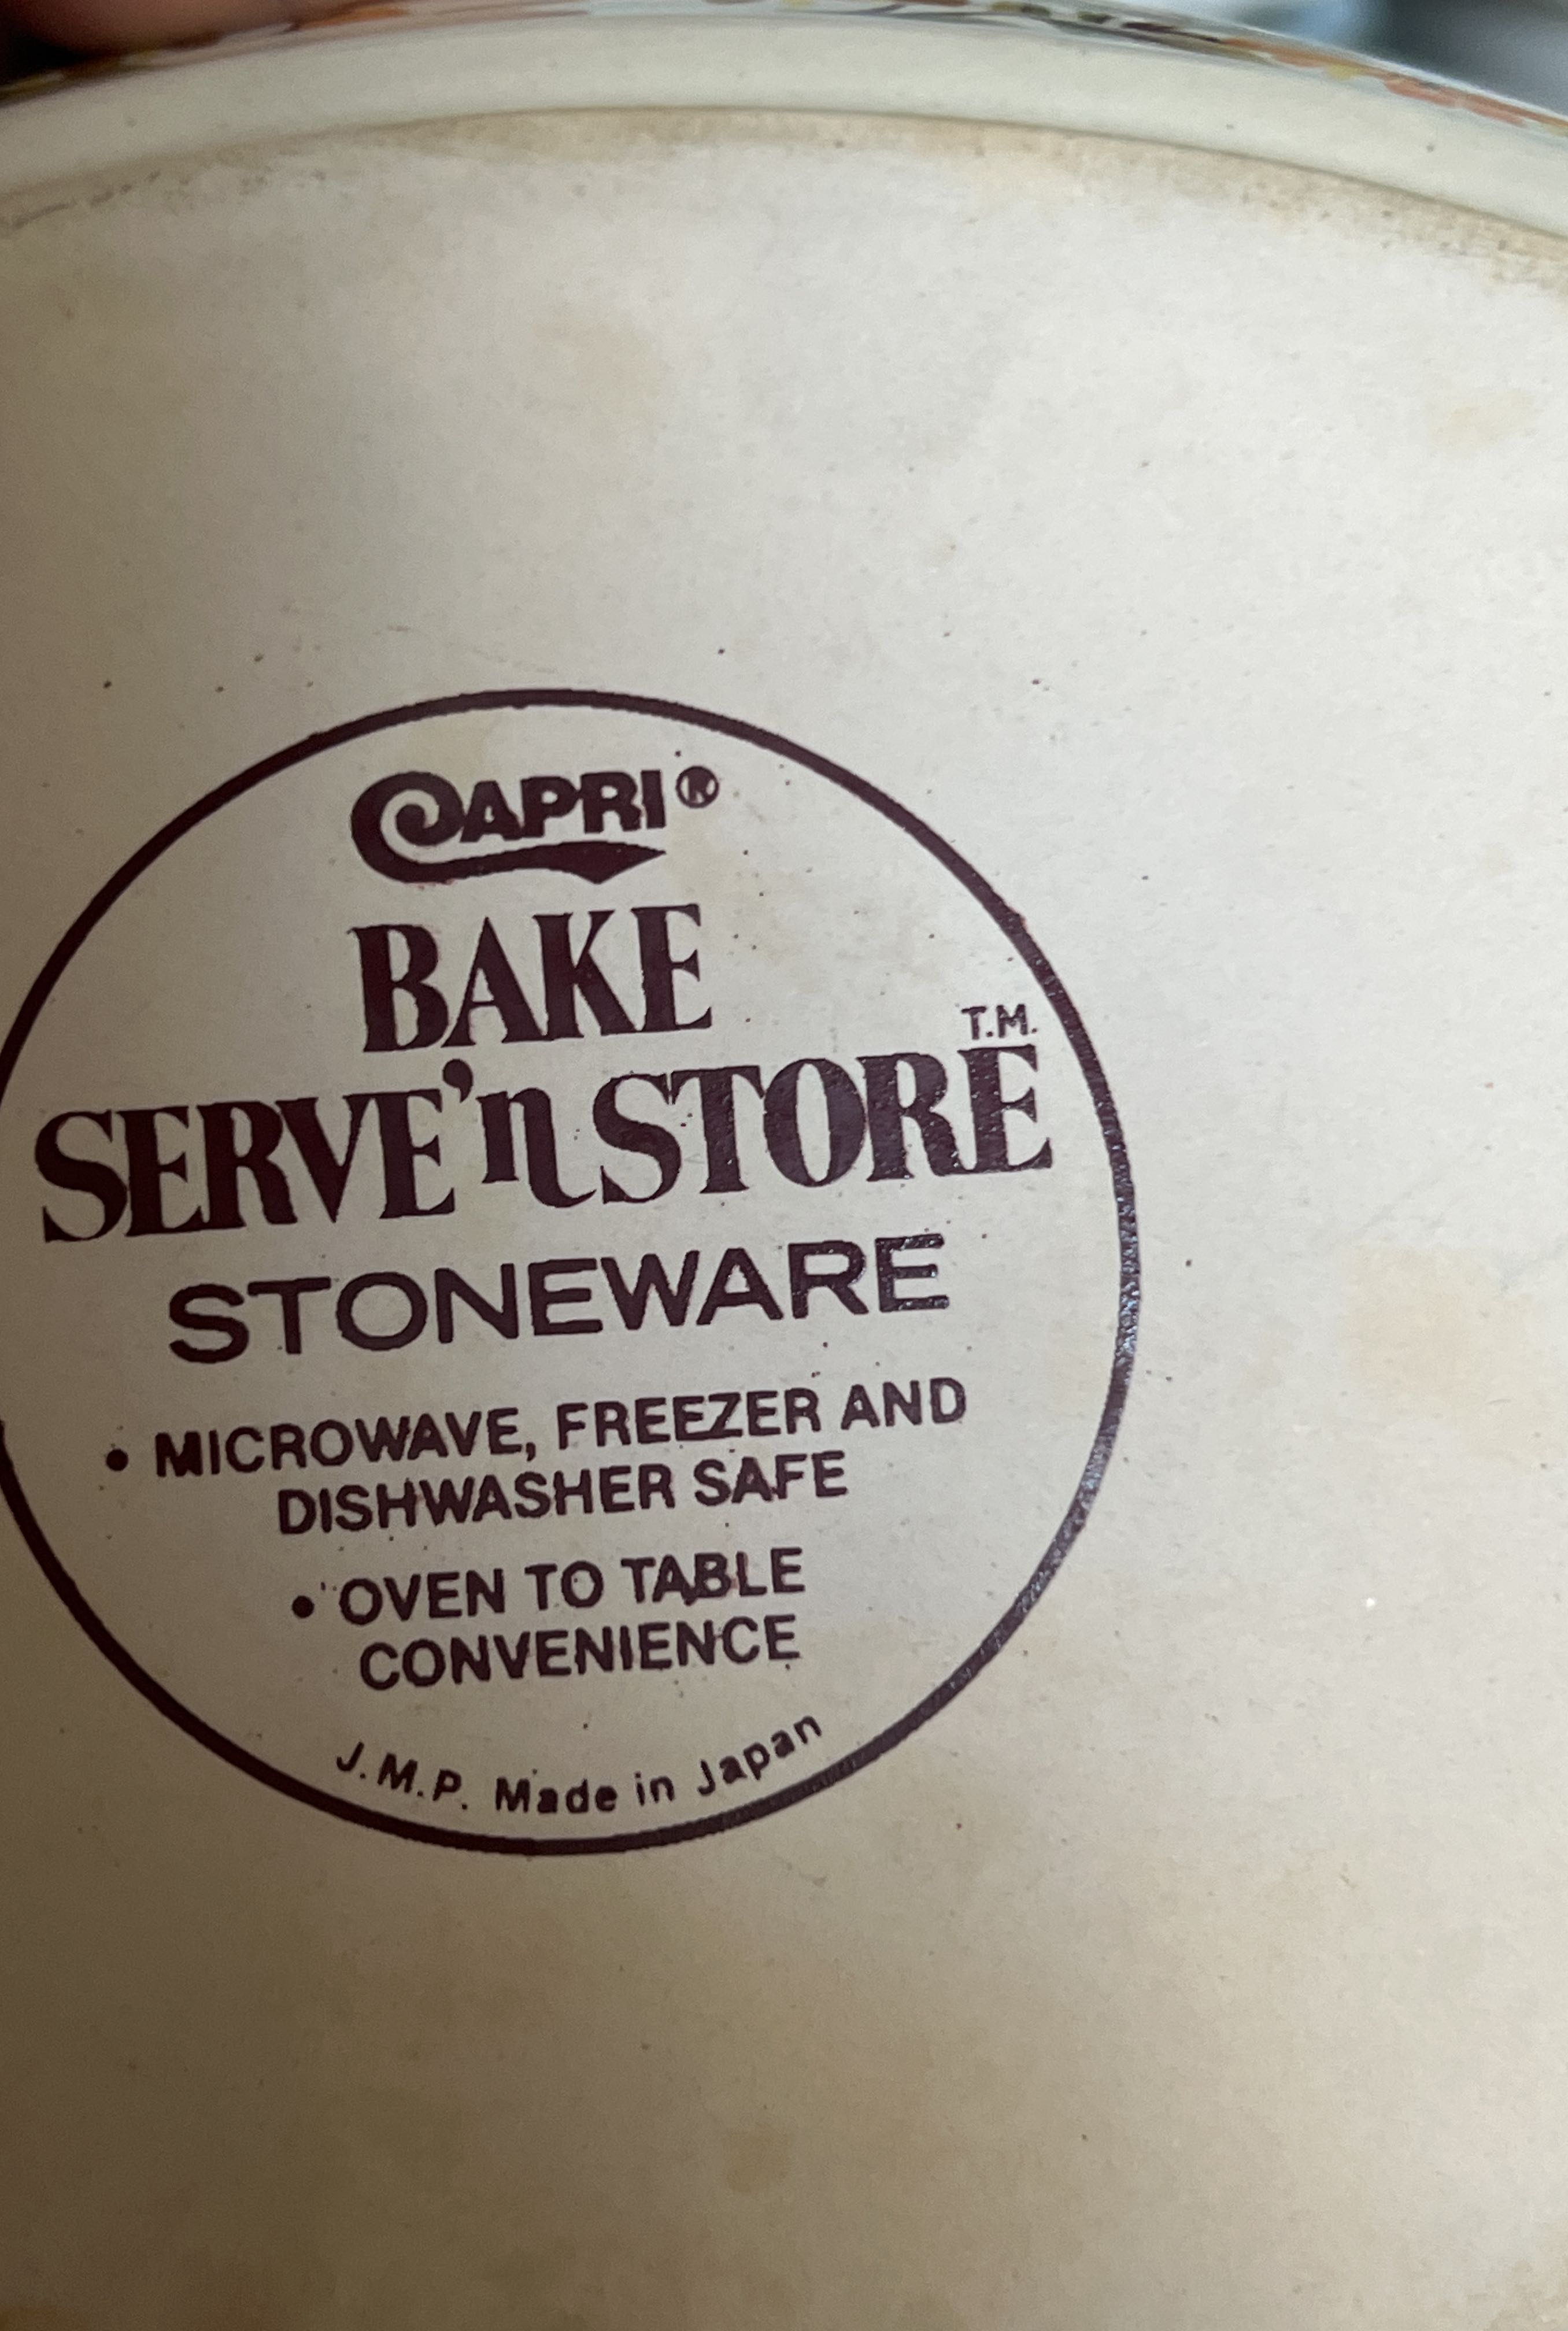 CAPRI®
BAKE
T.M.
SERVE'n STORE
STONEWARE
• MICROWAVE, FREEZER AND
DISHWASHER SAFE
• OVEN TO TABLE
CONVENIENCE
J.M.P. Made in Japan